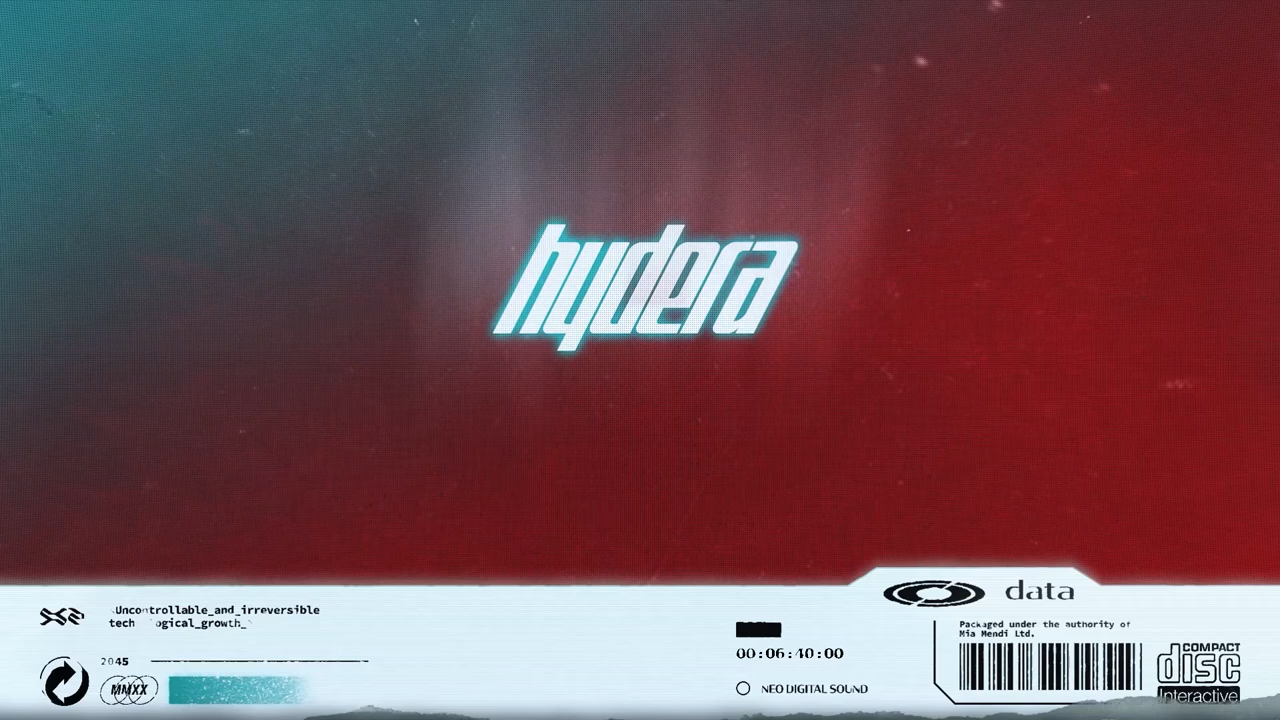 hydera
data
<Uncontrollable_and_irreversible
tech ogical_growth_>
Packaged under the authority of
Mia Mendi Ltd.
00:06:40:00
2045
MMXX
NEO DIGITAL SOUND
COMPACT
disc
Interactive